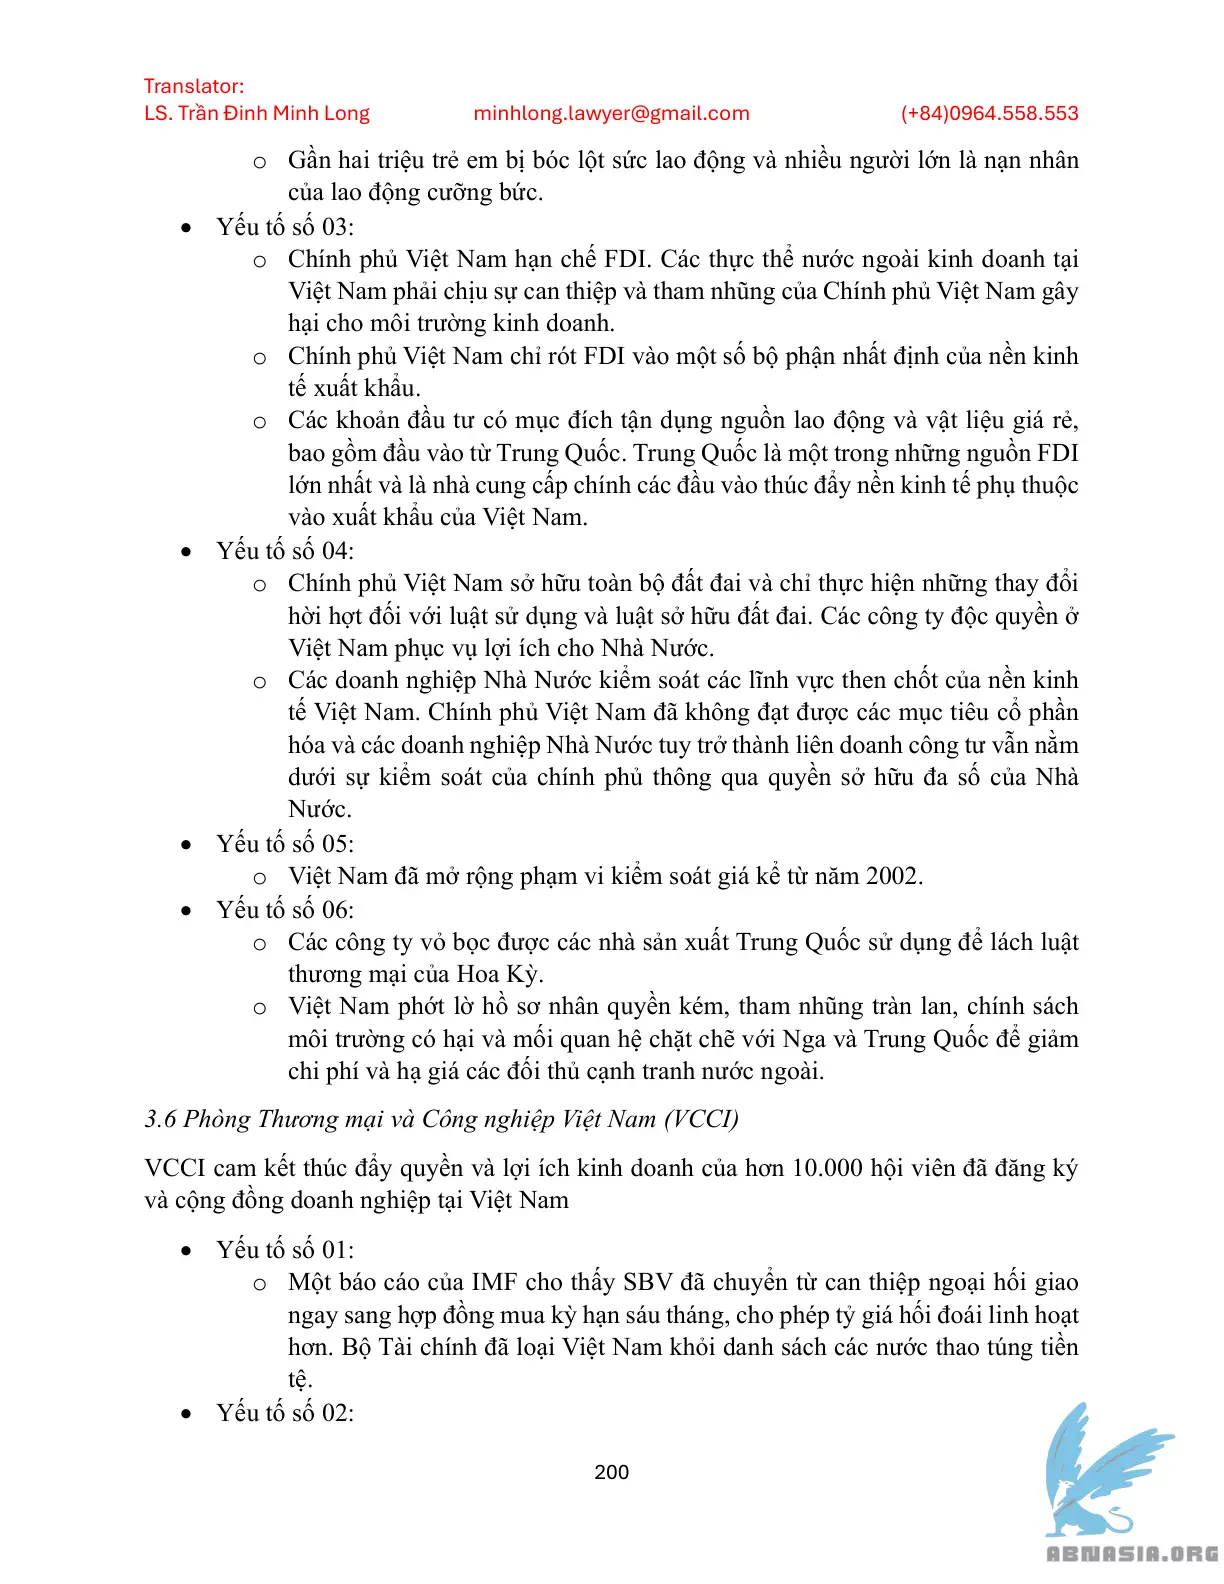 Translator:
LS. Trần Đinh Minh Long minhlong.lawyer@gmail.com (+84)0964.558.553
o Gần hai triệu trẻ em bị bóc lột sức lao động và nhiều người lớn là nạn nhân
của lao động cưỡng bức.
• Yếu tố số 03:
o Chính phủ Việt Nam hạn chế FDI. Các thực thể nước ngoài kinh doanh tại
Việt Nam phải chịu sự can thiệp và tham nhũng của Chính phủ Việt Nam gây
hại cho môi trường kinh doanh.
o Chính phủ Việt Nam chỉ rót FDI vào một số bộ phận nhất định của nền kinh
tế xuất khẩu.
o Các khoản đầu tư có mục đích tận dụng nguồn lao động và vật liệu giá rẻ,
bao gồm đầu vào từ Trung Quốc. Trung Quốc là một trong những nguồn FDI
lớn nhất và là nhà cung cấp chính các đầu vào thúc đẩy nền kinh tế phụ thuộc
vào xuất khẩu của Việt Nam.
• Yếu tố số 04:
o Chính phủ Việt Nam sở hữu toàn bộ đất đai và chỉ thực hiện những thay đổi
hời hợt đối với luật sử dụng và luật sở hữu đất đai. Các công ty độc quyền ở
Việt Nam phục vụ lợi ích cho Nhà Nước.
o Các doanh nghiệp Nhà Nước kiểm soát các lĩnh vực then chốt của nền kinh
tế Việt Nam. Chính phủ Việt Nam đã không đạt được các mục tiêu cổ phần
hóa và các doanh nghiệp Nhà Nước tuy trở thành liên doanh công tư vẫn nằm
dưới sự kiểm soát của chính phủ thông qua quyền sở hữu đa số của Nhà
Nước.
• Yếu tố số 05:
o Việt Nam đã mở rộng phạm vi kiểm soát giá kể từ năm 2002.
• Yếu tố số 06:
o Các công ty vỏ bọc được các nhà sản xuất Trung Quốc sử dụng để lách luật
thương mại của Hoa Kỳ.
o Việt Nam phớt lờ hồ sơ nhân quyền kém, tham nhũng tràn lan, chính sách
môi trường có hại và mối quan hệ chặt chẽ với Nga và Trung Quốc để giảm
chi phí và hạ giá các đối thủ cạnh tranh nước ngoài.
3.6 Phòng Thương mại và Công nghiệp Việt Nam (VCCI)
VCCI cam kết thúc đẩy quyền và lợi ích kinh doanh của hơn 10.000 hội viên đã đăng ký
và cộng đồng doanh nghiệp tại Việt Nam
• Yếu tố số 01:
o Một báo cáo của IMF cho thấy SBV đã chuyển từ can thiệp ngoại hối giao
ngay sang hợp đồng mua kỳ hạn sáu tháng, cho phép tỷ giá hối đoái linh hoạt
hơn. Bộ Tài chính đã loại Việt Nam khỏi danh sách các nước thao túng tiền
tệ.
• Yếu tố số 02:
200
ABNASIA.ORG